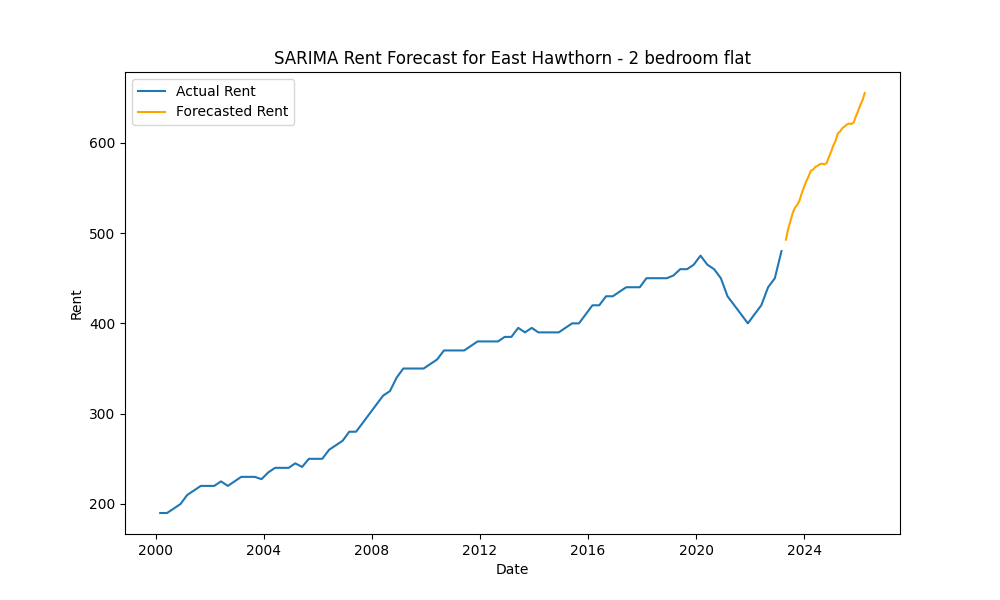 SARIMA Rent Forecast for East Hawthorn - 2 bedroom flat
Actual Rent
Forecasted Rent
600
500
400
300
200
Rent
2000 2004 2008 2012 2016 2020 2024
Date